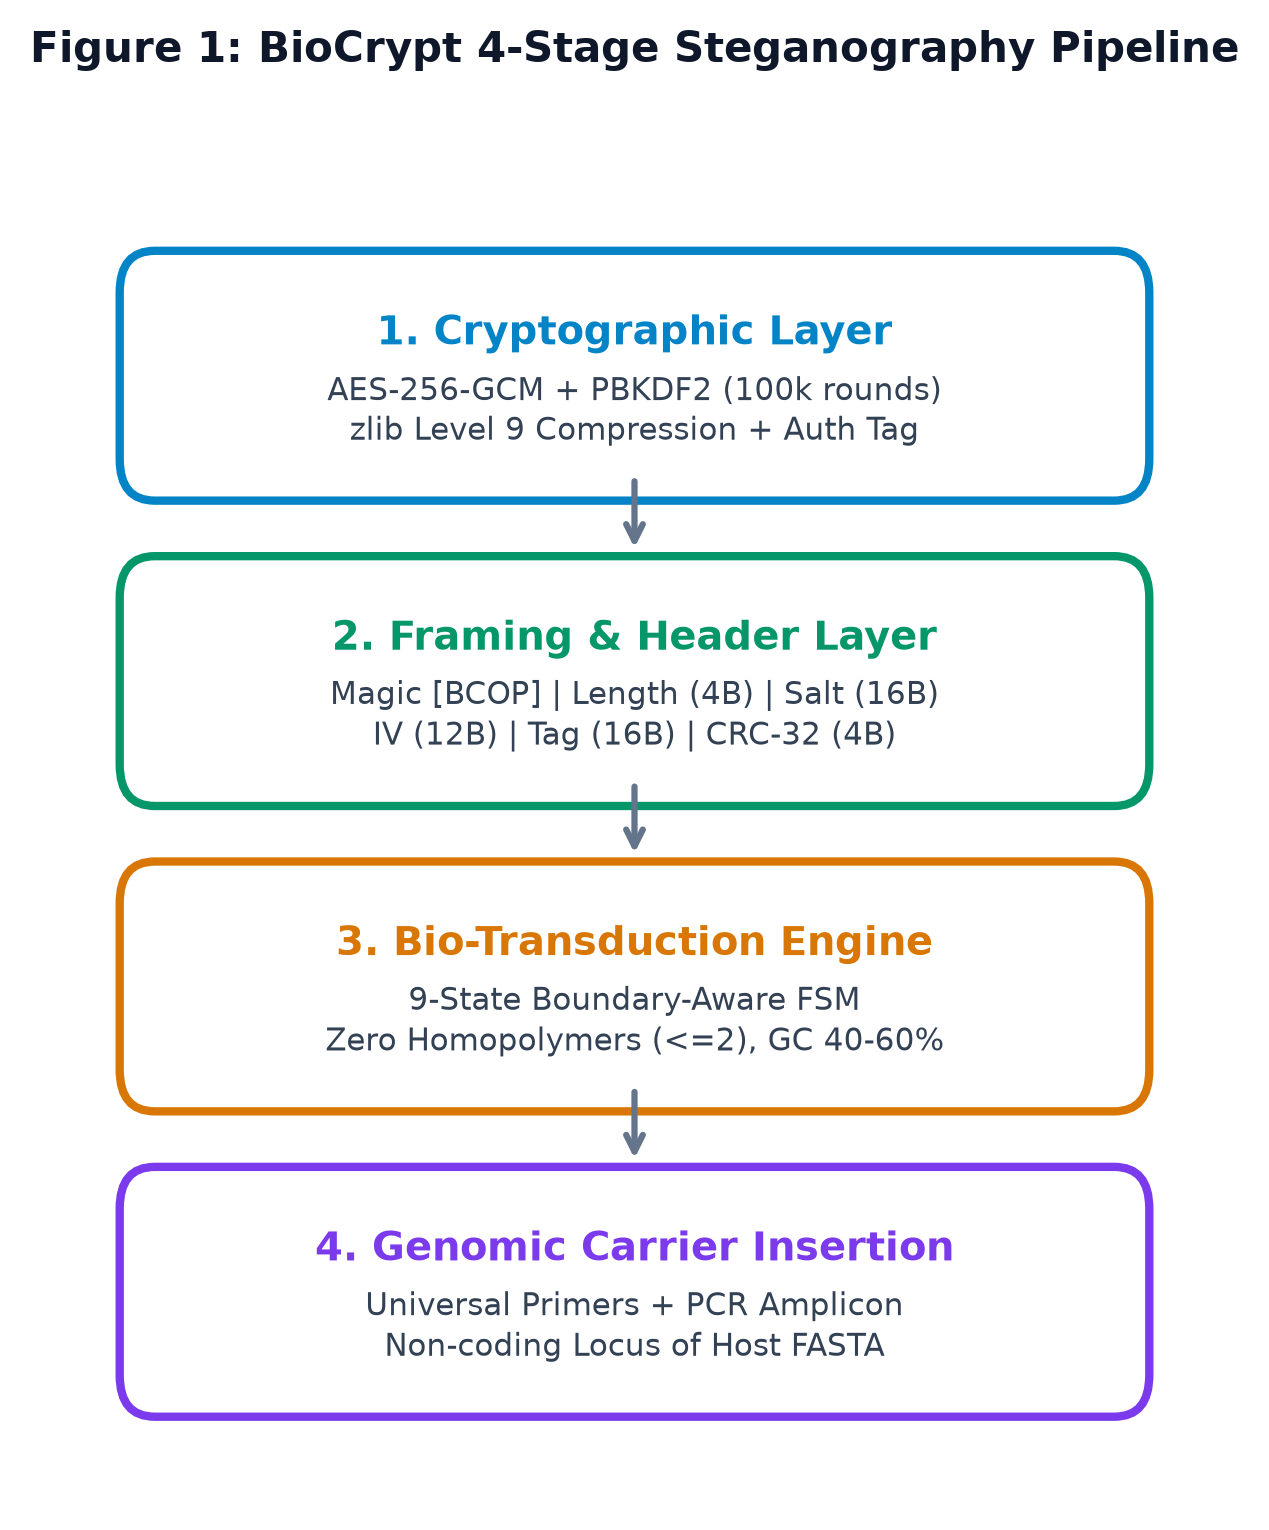 Figure 1: BioCrypt 4-Stage Steganography Pipeline
1. Cryptographic Layer
AES-256-GCM + PBKDF2 (100k rounds)
zlib Level 9 Compression + Auth Tag
2. Framing & Header Layer
Magic [BCOP] | Length (4B) | Salt (16B)
IV (12B) | Tag (16B) | CRC-32 (4B)
3. Bio-Transduction Engine
9-State Boundary-Aware FSM
Zero Homopolymers (<=2), GC 40-60%
4. Genomic Carrier Insertion
Universal Primers + PCR Amplicon
Non-coding Locus of Host FASTA